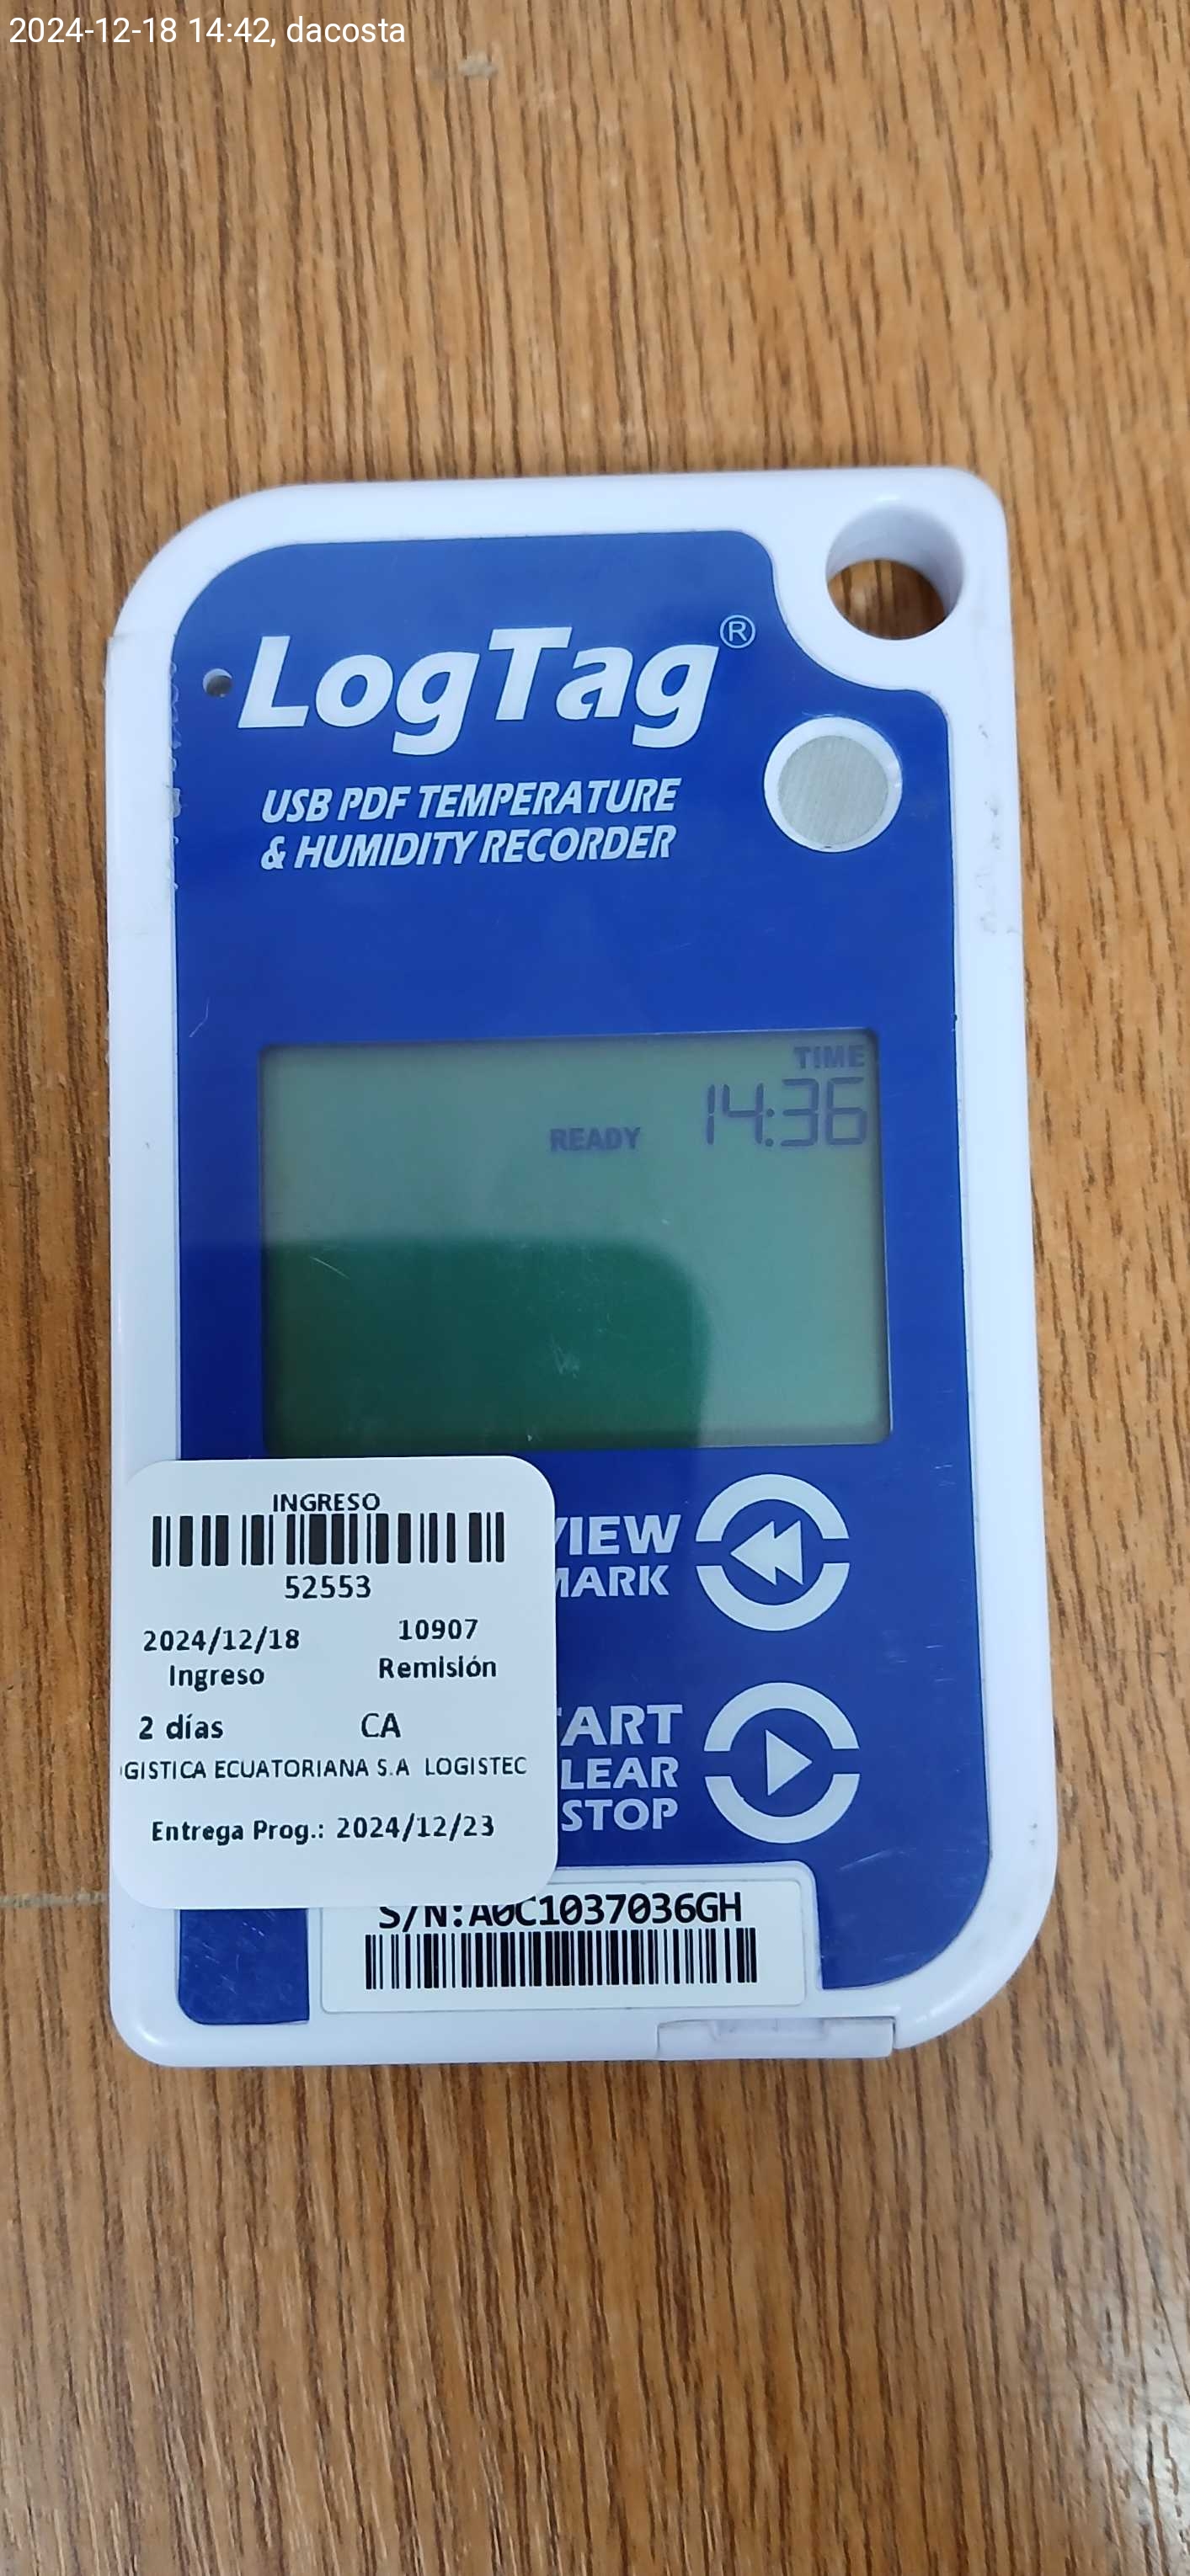 2024-12-18 14:42, dacosta
LogTag®
USB PDF TEMPERATURE
& HUMIDITY RECORDER
TIME
14:36
READY
INGRESO
52553
2024/12/18 10907
Ingreso Remisión
2 días CA
GISTICA ECUATORIANA S.A LOGISTEC
Entrega Prog.: 2024/12/23
VIEW
MARK
TART
LEAR
STOP
S/N:A0C1037036GH